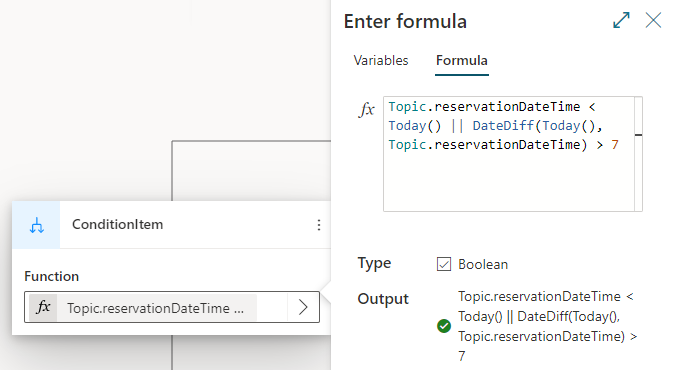 Enter formula
Variables
Formula
fx
Topic.reservationDateTime <
Today() || DateDiff(Today(),
Topic.reservationDateTime) > 7
ConditionItem
Function
fx Topic.reservationDateTime ...
Type
Boolean
Output
Topic.reservationDateTime <
Today() || DateDiff(Today(),
Topic.reservationDateTime) >
7